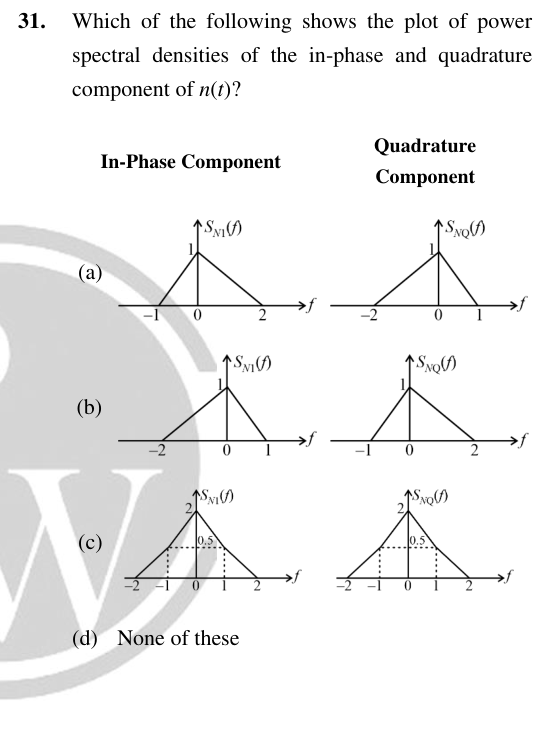 31. Which of the following shows the plot of power
spectral densities of the in-phase and quadrature
component of n(t)?
In-Phase Component
Quadrature
Component
(a)
S_NI(f)
1
–1 0 2 f
S_NQ(f)
1
–2 0 1 f
(b)
S_NI(f)
1
–2 0 1 f
S_NQ(f)
1
–1 0 2 f
(c)
S_NI(f)
2
0.5
–2 –1 0 1 2 f
S_NQ(f)
2
0.5
–2 –1 0 1 2 f
(d) None of these